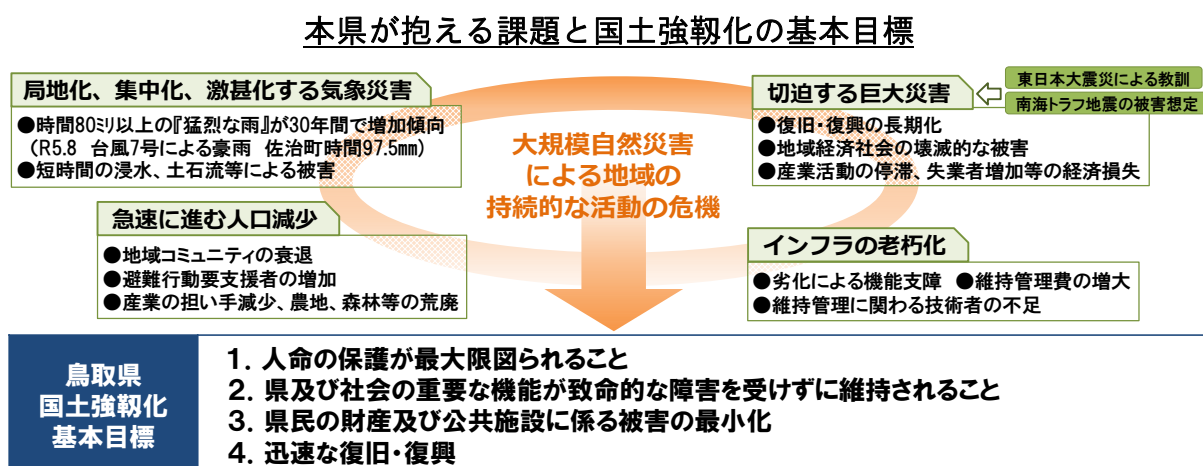 本県が抱える課題と国土強靱化の基本目標
局地化、集中化、激甚化する気象災害
●時間80ミリ以上の『猛烈な雨』が30年間で増加傾向
（R5.8　台風7号による豪雨　佐治町時間97.5mm）
●短時間の浸水、土石流等による被害
切迫する巨大災害
東日本大震災による教訓
南海トラフ地震の被害想定
●復旧・復興の長期化
●地域経済社会の壊滅的な被害
●産業活動の停滞、失業者増加等の経済損失
大規模自然災害
による地域の
持続的な活動の危機
急速に進む人口減少
●地域コミュニティの衰退
●避難行動要支援者の増加
●産業の担い手減少、農地、森林等の荒廃
インフラの老朽化
●劣化による機能支障　●維持管理費の増大
●維持管理に関わる技術者の不足
鳥取県
国土強靱化
基本目標
1．人命の保護が最大限図られること
2．県及び社会の重要な機能が致命的な障害を受けずに維持されること
3．県民の財産及び公共施設に係る被害の最小化
4．迅速な復旧・復興